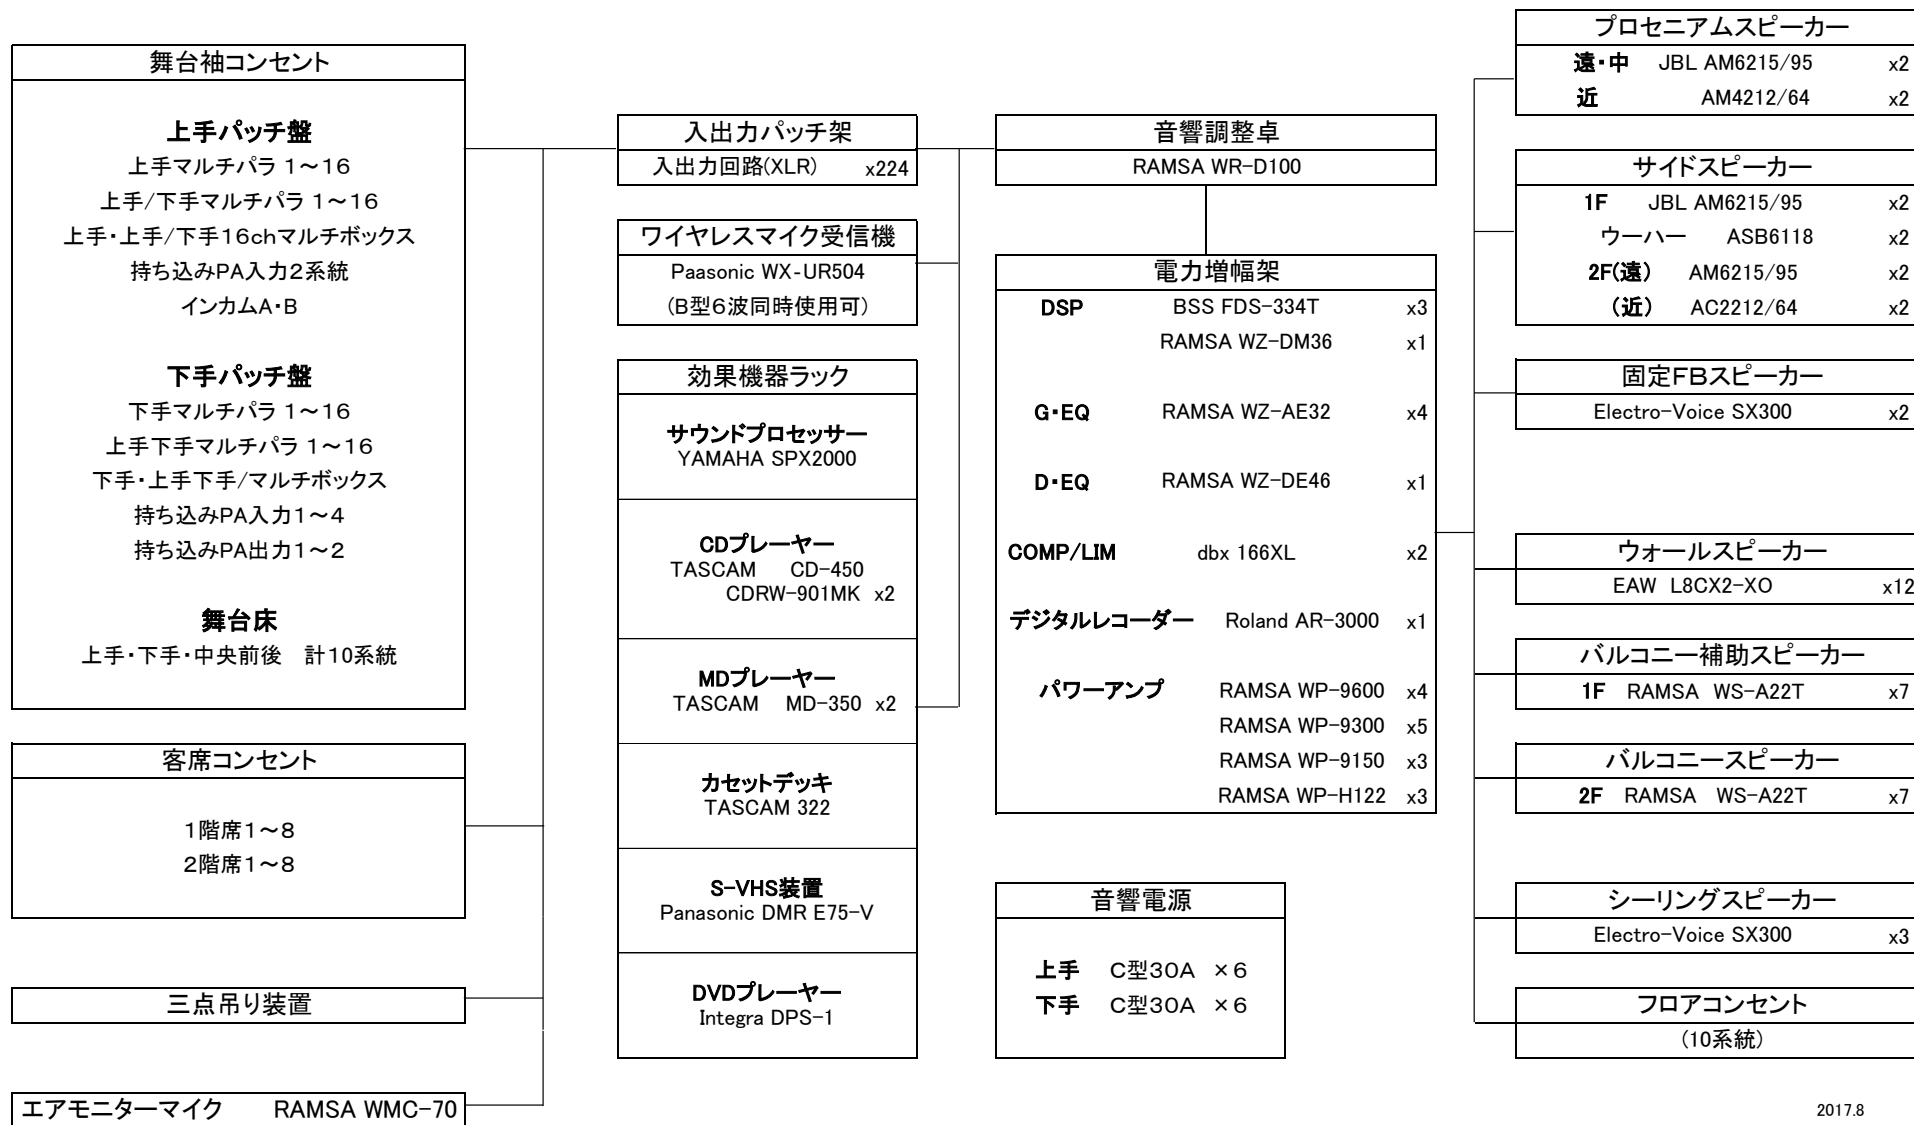 舞台袖コンセント
上手パッチ盤
上手マルチパラ 1～16
上手/下手マルチパラ 1～16
上手・上手/下手16chマルチボックス
持ち込みPA入力2系統
インカムA・B
下手パッチ盤
下手マルチパラ 1～16
上手下手マルチパラ 1～16
下手・上手下手/マルチボックス
持ち込みPA入力1～4
持ち込みPA出力1～2
舞台床
上手・下手・中央前後 計10系統
客席コンセント
1階席1～8
2階席1～8
三点吊り装置
エアモニターマイク RAMSA WMC-70
入出力パッチ架
入出力回路(XLR) x224
ワイヤレスマイク受信機
Paasonic WX-UR504
(B型6波同時使用可)
効果機器ラック
サウンドプロセッサー
YAMAHA SPX2000
CDプレーヤー
TASCAM CD-450
CDRW-901MK x2
MDプレーヤー
TASCAM MD-350 x2
カセットデッキ
TASCAM 322
S-VHS装置
Panasonic DMR E75-V
DVDプレーヤー
Integra DPS-1
音響調整卓
RAMSA WR-D100
電力増幅架
DSP BSS FDS-334T x3
RAMSA WZ-DM36 x1
G・EQ RAMSA WZ-AE32 x4
D・EQ RAMSA WZ-DE46 x1
COMP/LIM dbx 166XL x2
デジタルレコーダー Roland AR-3000 x1
パワーアンプ RAMSA WP-9600 x4
RAMSA WP-9300 x5
RAMSA WP-9150 x3
RAMSA WP-H122 x3
音響電源
上手 C型30A ×6
下手 C型30A ×6
プロセニアムスピーカー
遠・中 JBL AM6215/95 x2
近 AM4212/64 x2
サイドスピーカー
1F JBL AM6215/95 x2
ウーハー ASB6118 x2
2F(遠) AM6215/95 x2
(近) AC2212/64 x2
固定FBスピーカー
Electro-Voice SX300 x2
ウォールスピーカー
EAW L8CX2-XO x12
バルコニー補助スピーカー
1F RAMSA WS-A22T x7
バルコニースピーカー
2F RAMSA WS-A22T x7
シーリングスピーカー
Electro-Voice SX300 x3
フロアコンセント
(10系統)
2017.8